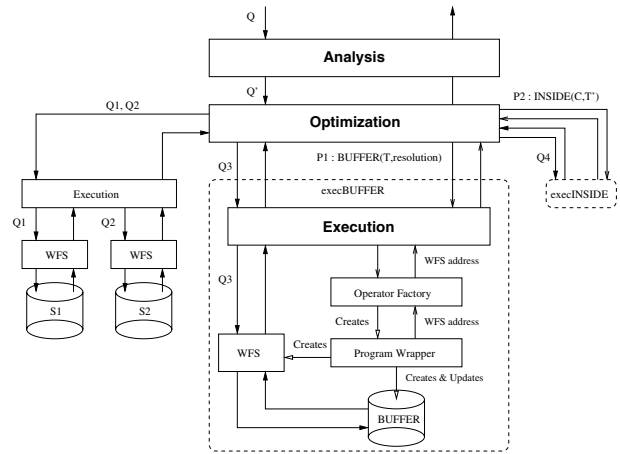 Q
Analysis
Q'
Q1, Q2
P2 : INSIDE(C,T')
Optimization
Q3
P1 : BUFFER(T,resolution)
Q4
Execution
execBUFFER
execINSIDE
Q1
Q2
Execution
WFS
WFS
Q3
WFS address
S1
S2
Operator Factory
Creates
WFS address
WFS
Creates
Program Wrapper
Creates & Updates
BUFFER